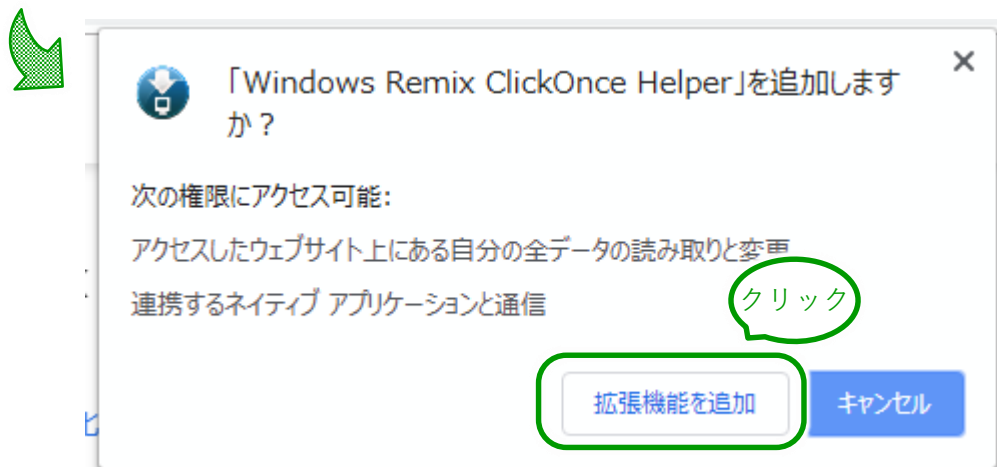 「Windows Remix ClickOnce Helper」を追加します
か？
次の権限にアクセス可能:
アクセスしたウェブサイト上にある自分の全データの読み取りと変更
連携するネイティブ アプリケーションと通信
クリック
拡張機能を追加
キャンセル